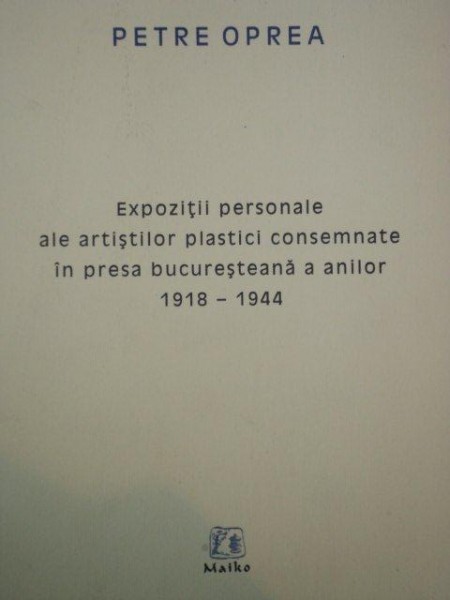 PETRE OPREA
Expoziţii personale
ale artiştilor plastici consemnate
în presa bucureşteană a anilor
1918 – 1944
Maiko